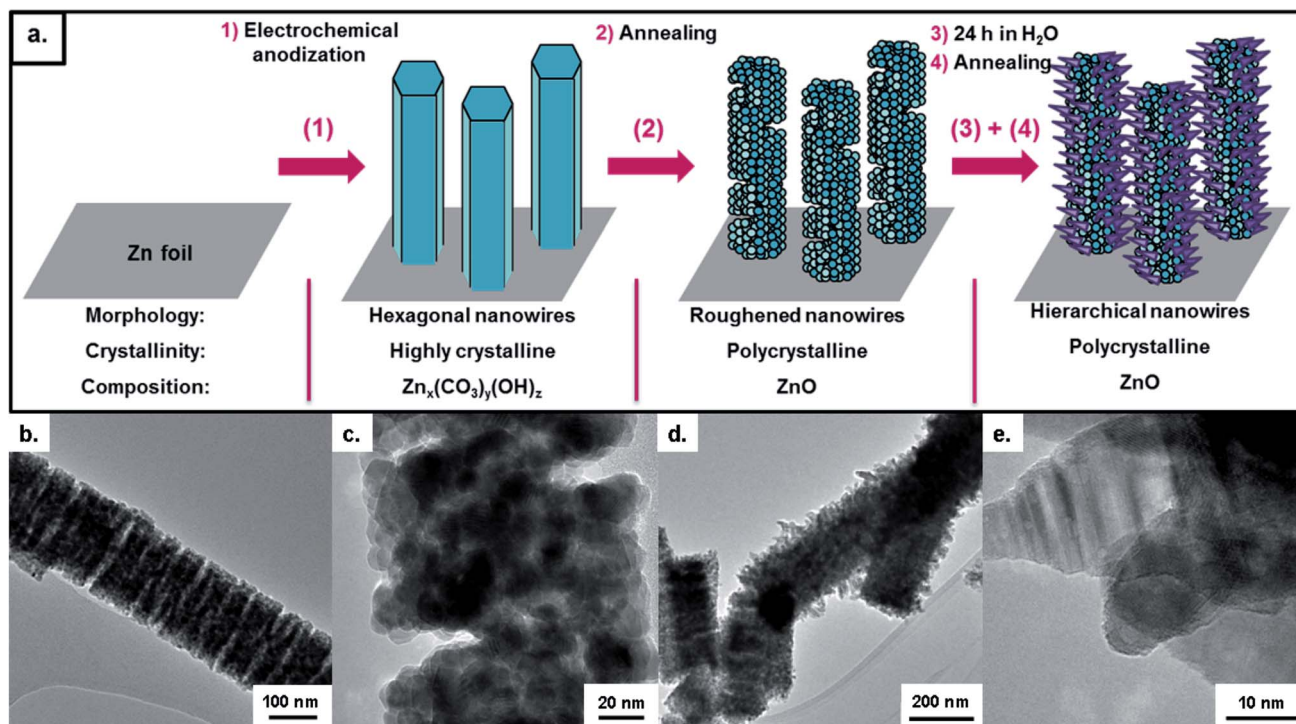 a.
1) Electrochemical
anodization
2) Annealing
3) 24 h in H₂O
4) Annealing
(1)
(2)
(3) + (4)
Zn foil
Morphology:
Hexagonal nanowires
Roughened nanowires
Hierarchical nanowires
Crystallinity:
Highly crystalline
Polycrystalline
Polycrystalline
Composition:
Znₓ(CO₃)ᵧ(OH)z
ZnO
ZnO
b.
100 nm
c.
20 nm
d.
200 nm
e.
10 nm